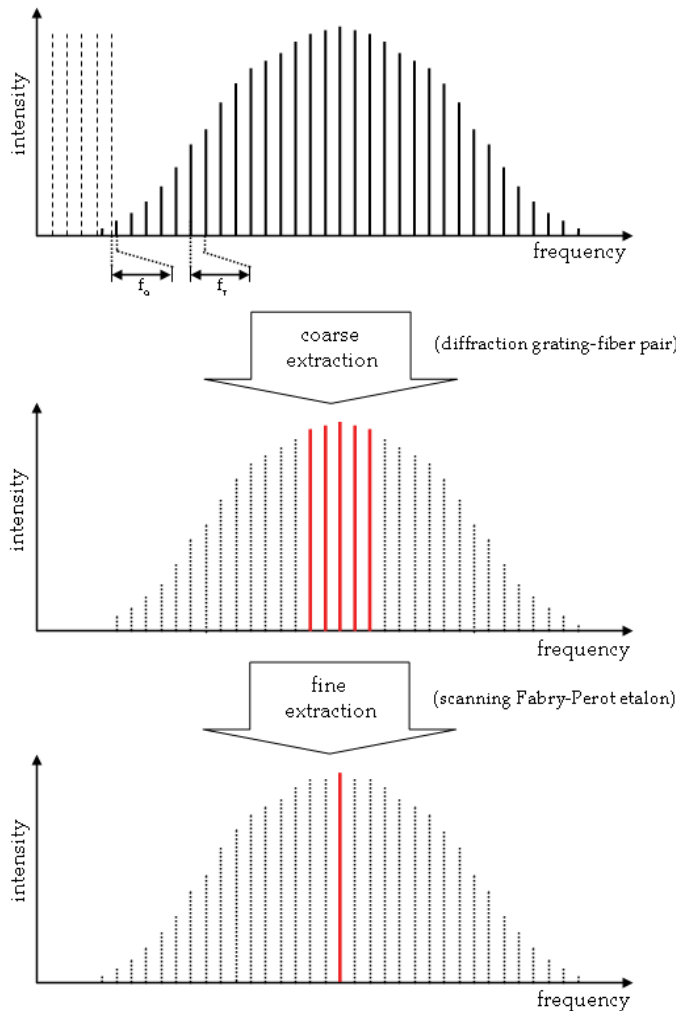 intensity
frequency
f₀
fᵣ
coarse
extraction
(diffraction grating-fiber pair)
intensity
frequency
fine
extraction
(scanning Fabry-Perot etalon)
intensity
frequency